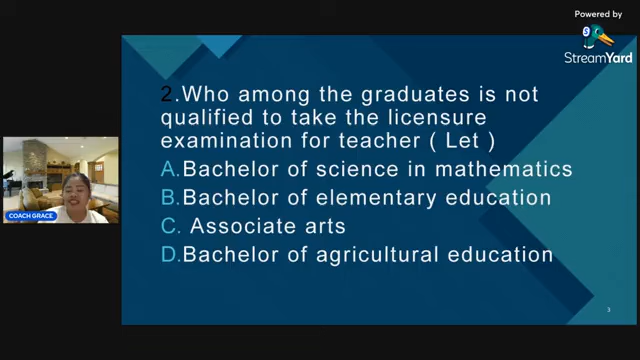 Powered by
StreamYard
2.Who among the graduates is not
qualified to take the licensure
examination for teacher ( Let )
A.Bachelor of science in mathematics
B.Bachelor of elementary education
C. Associate arts
D.Bachelor of agricultural education
COACH GRACE
3